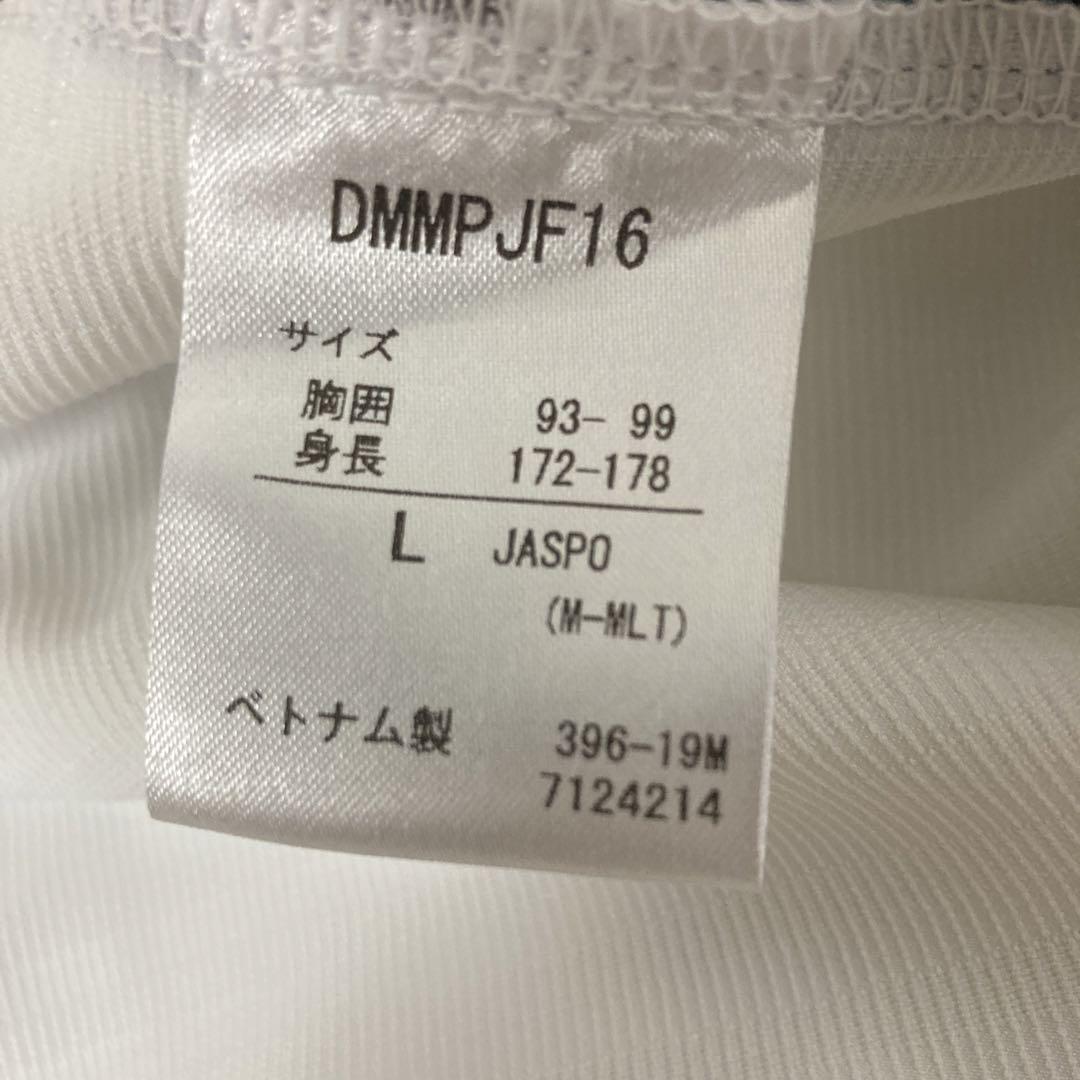 DMMPJF16
サイズ
胸囲 93- 99
身長 172-178
L JASPO
(M-MLT)
ベトナム製 396-19M
7124214